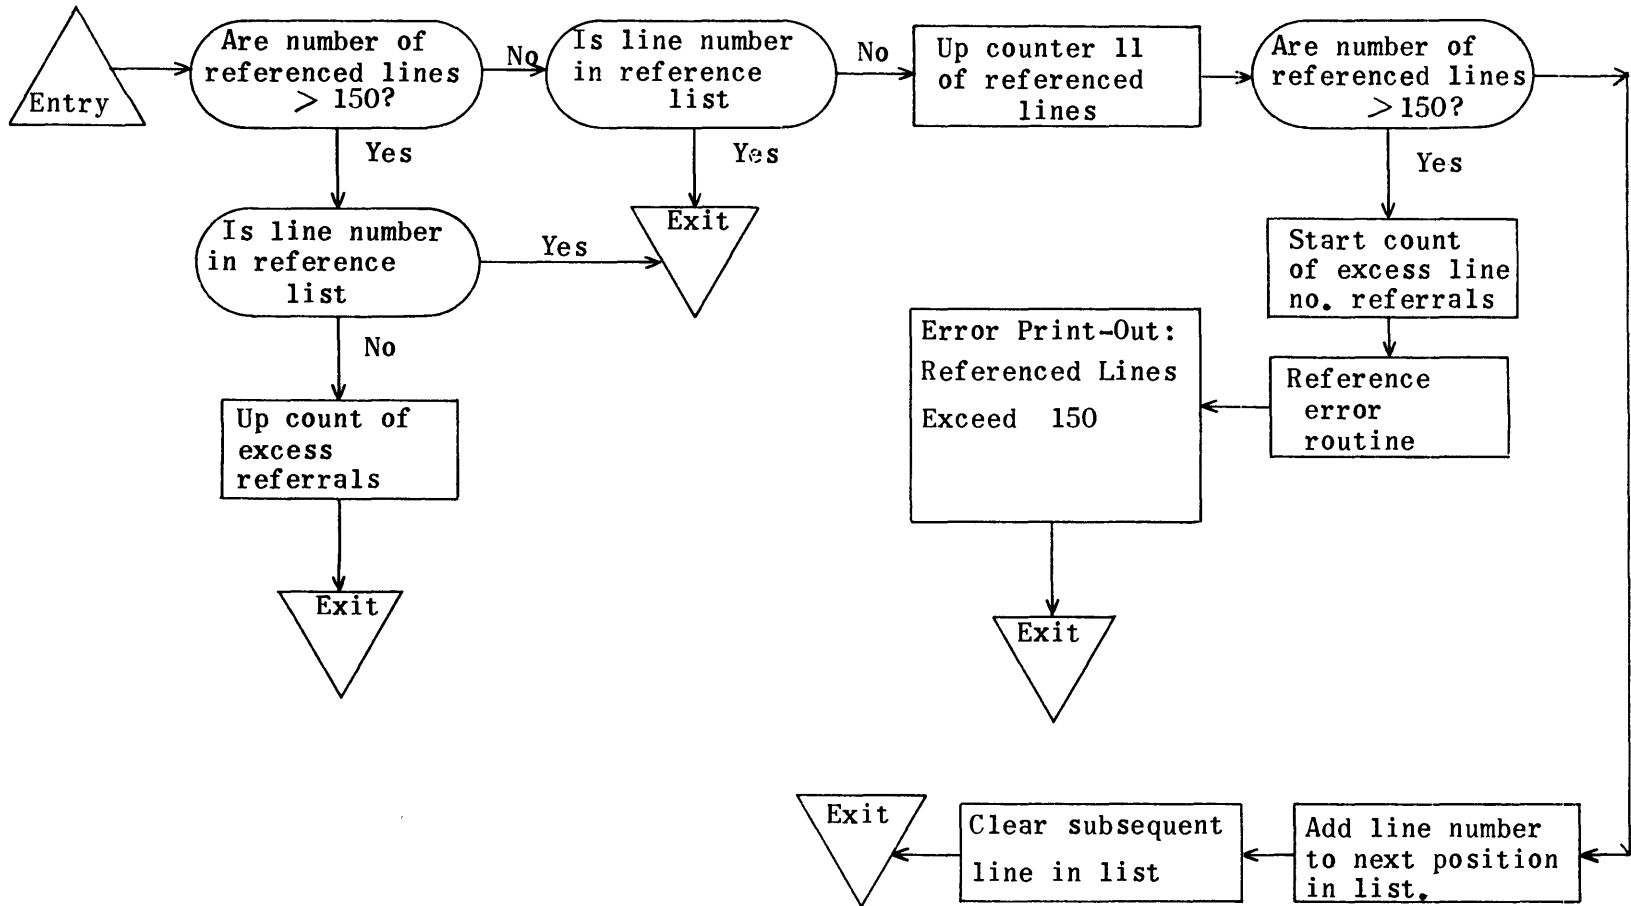 Entry
Are number of
referenced lines
> 150?
No
Is line number
in reference
list
No
Up counter 11
of referenced
lines
Are number of
referenced lines
> 150?
Yes
Yes
Yes
Is line number
in reference
list
Yes
Exit
Start count
of excess line
no. referrals
No
Error Print-Out:
Referenced Lines
Exceed 150
Reference
error
routine
Up count of
excess
referrals
Exit
Exit
Exit
Clear subsequent
line in list
Add line number
to next position
in list.